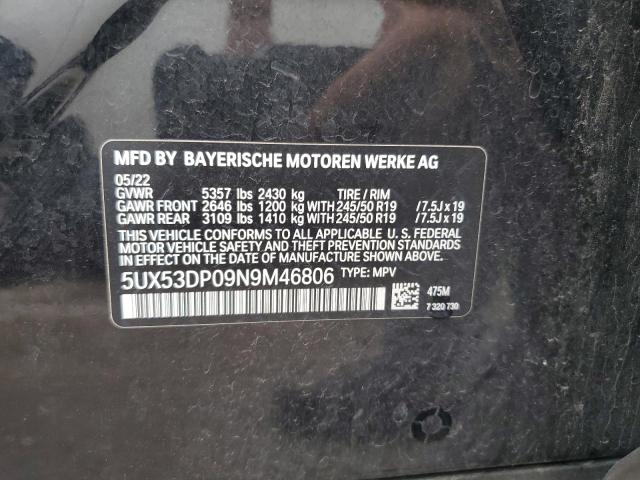 MFD BY BAYERISCHE MOTOREN WERKE AG
05/22
GVWR 5357 lbs 2430 kg TIRE / RIM
GAWR FRONT 2646 lbs 1200 kg WITH 245/50 R19 /7.5J x 19
GAWR REAR 3109 lbs 1410 kg WITH 245/50 R19 /7.5J x 19
THIS VEHICLE CONFORMS TO ALL APPLICABLE U. S. FEDERAL
MOTOR VEHICLE SAFETY AND THEFT PREVENTION STANDARDS
IN EFFECT ON THE DATE OF MANUFACTURE SHOWN ABOVE.
5UX53DP09N9M46806 TYPE: MPV
475M
7 320 730